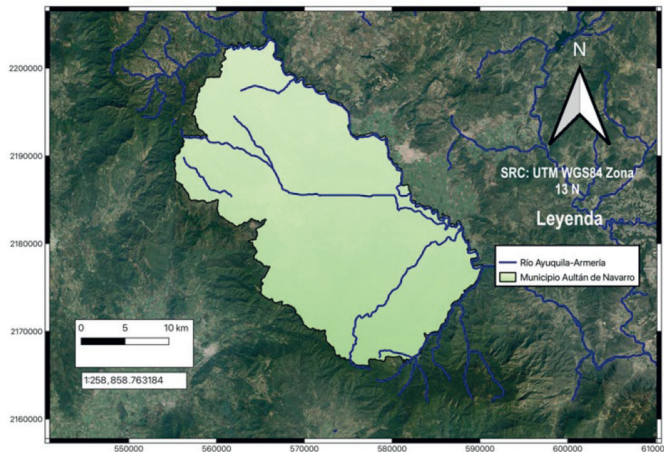 2200000
2190000
2180000
2170000
2160000
N
SRC: UTM WGS84 Zona
13 N
Leyenda
Río Ayuquila-Armería
Municipio Aultán de Navarro
0 5 10 km
1:258,858.763184
550000 560000 570000 580000 590000 600000 61000